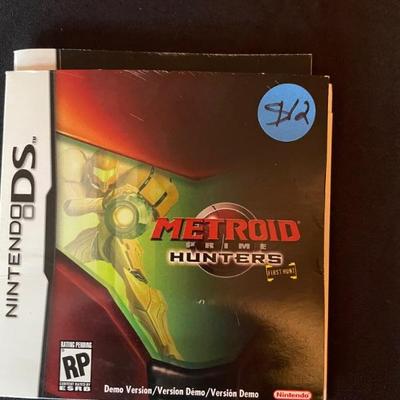 $12
NINTENDO DS™
METROID
PRIME
HUNTERS
FIRST HUNT
RATING PENDING
RP
CONTENT RATED BY
ESRB
Demo Version/Version Démo/Versión Demo
Nintendo